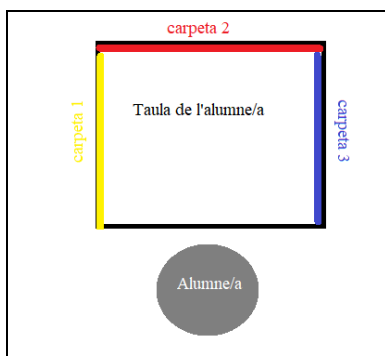 carpeta 2
carpeta 1
Taula de l'alumne/a
carpeta 3
Alumne/a